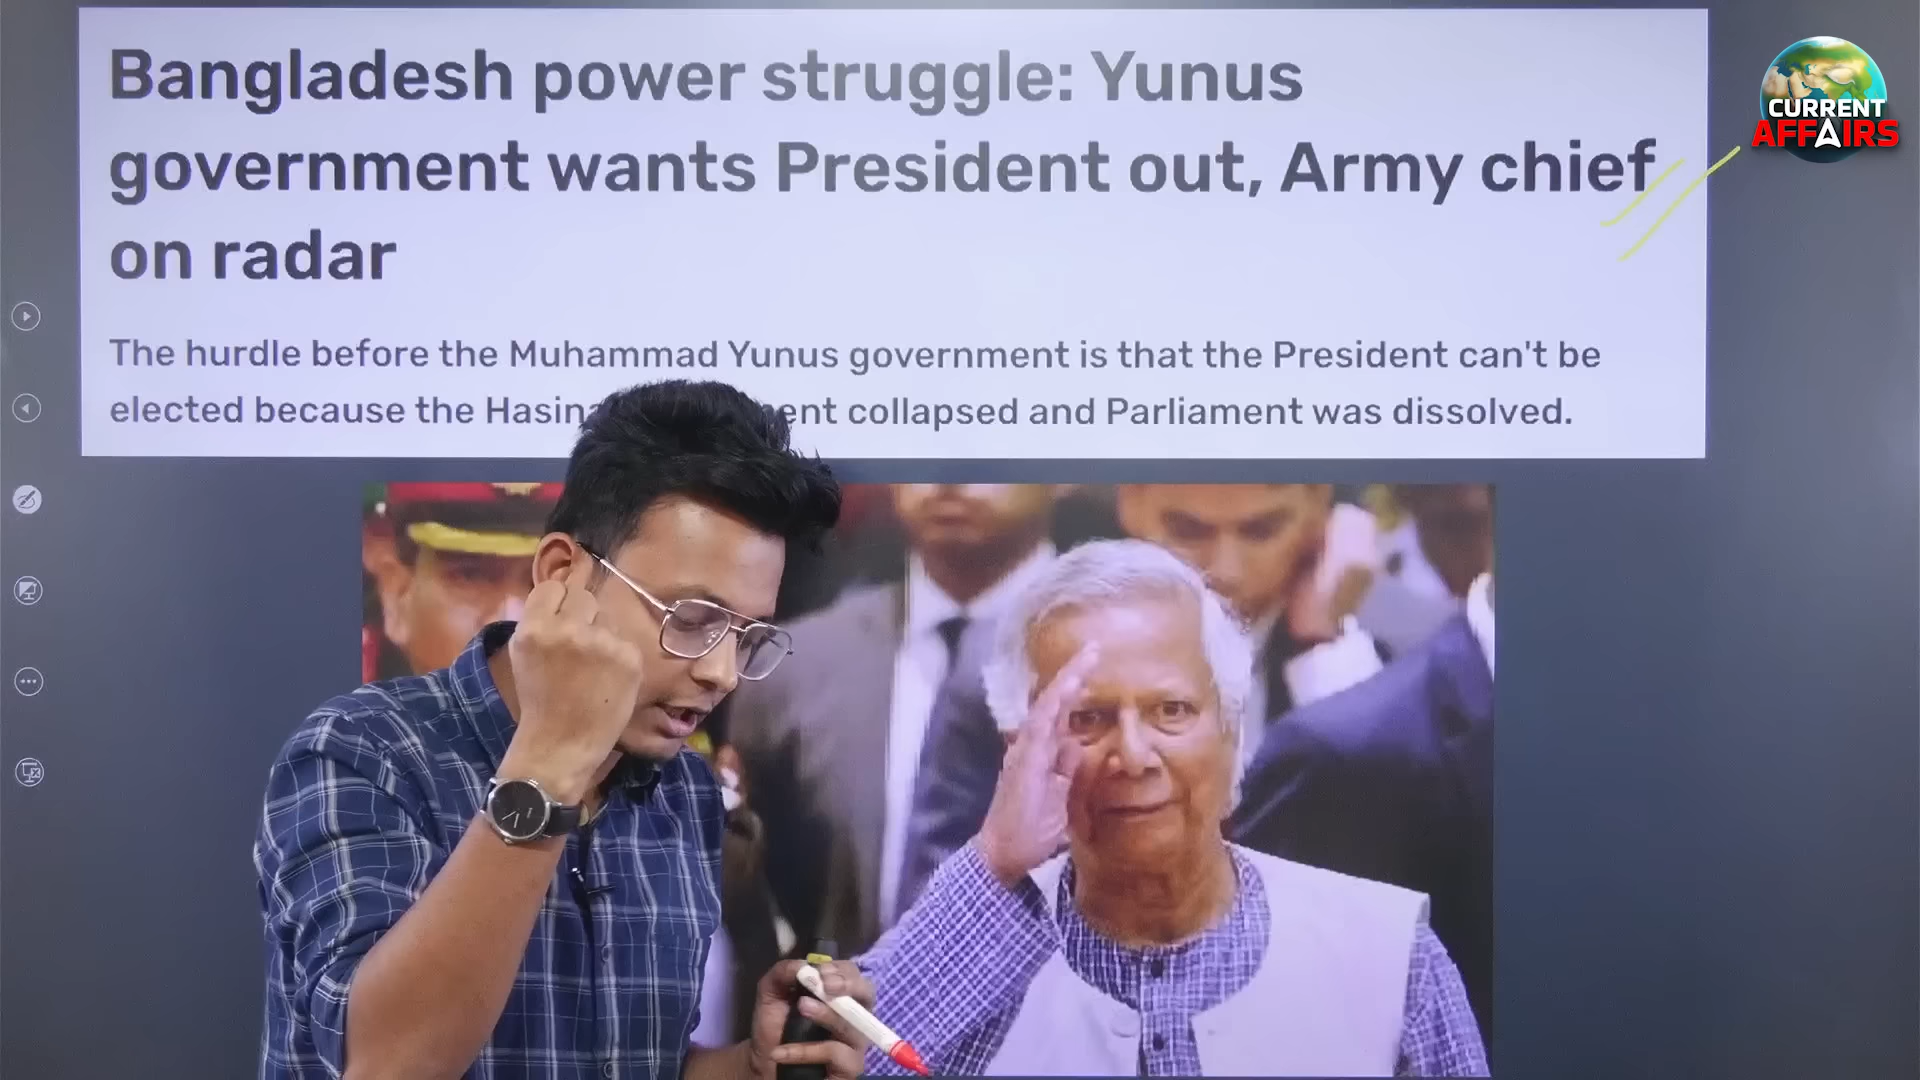 Bangladesh power struggle: Yunus
government wants President out, Army chief
on radar
The hurdle before the Muhammad Yunus government is that the President can't be
elected because the Hasina ent collapsed and Parliament was dissolved.
CURRENT
AFFAIRS